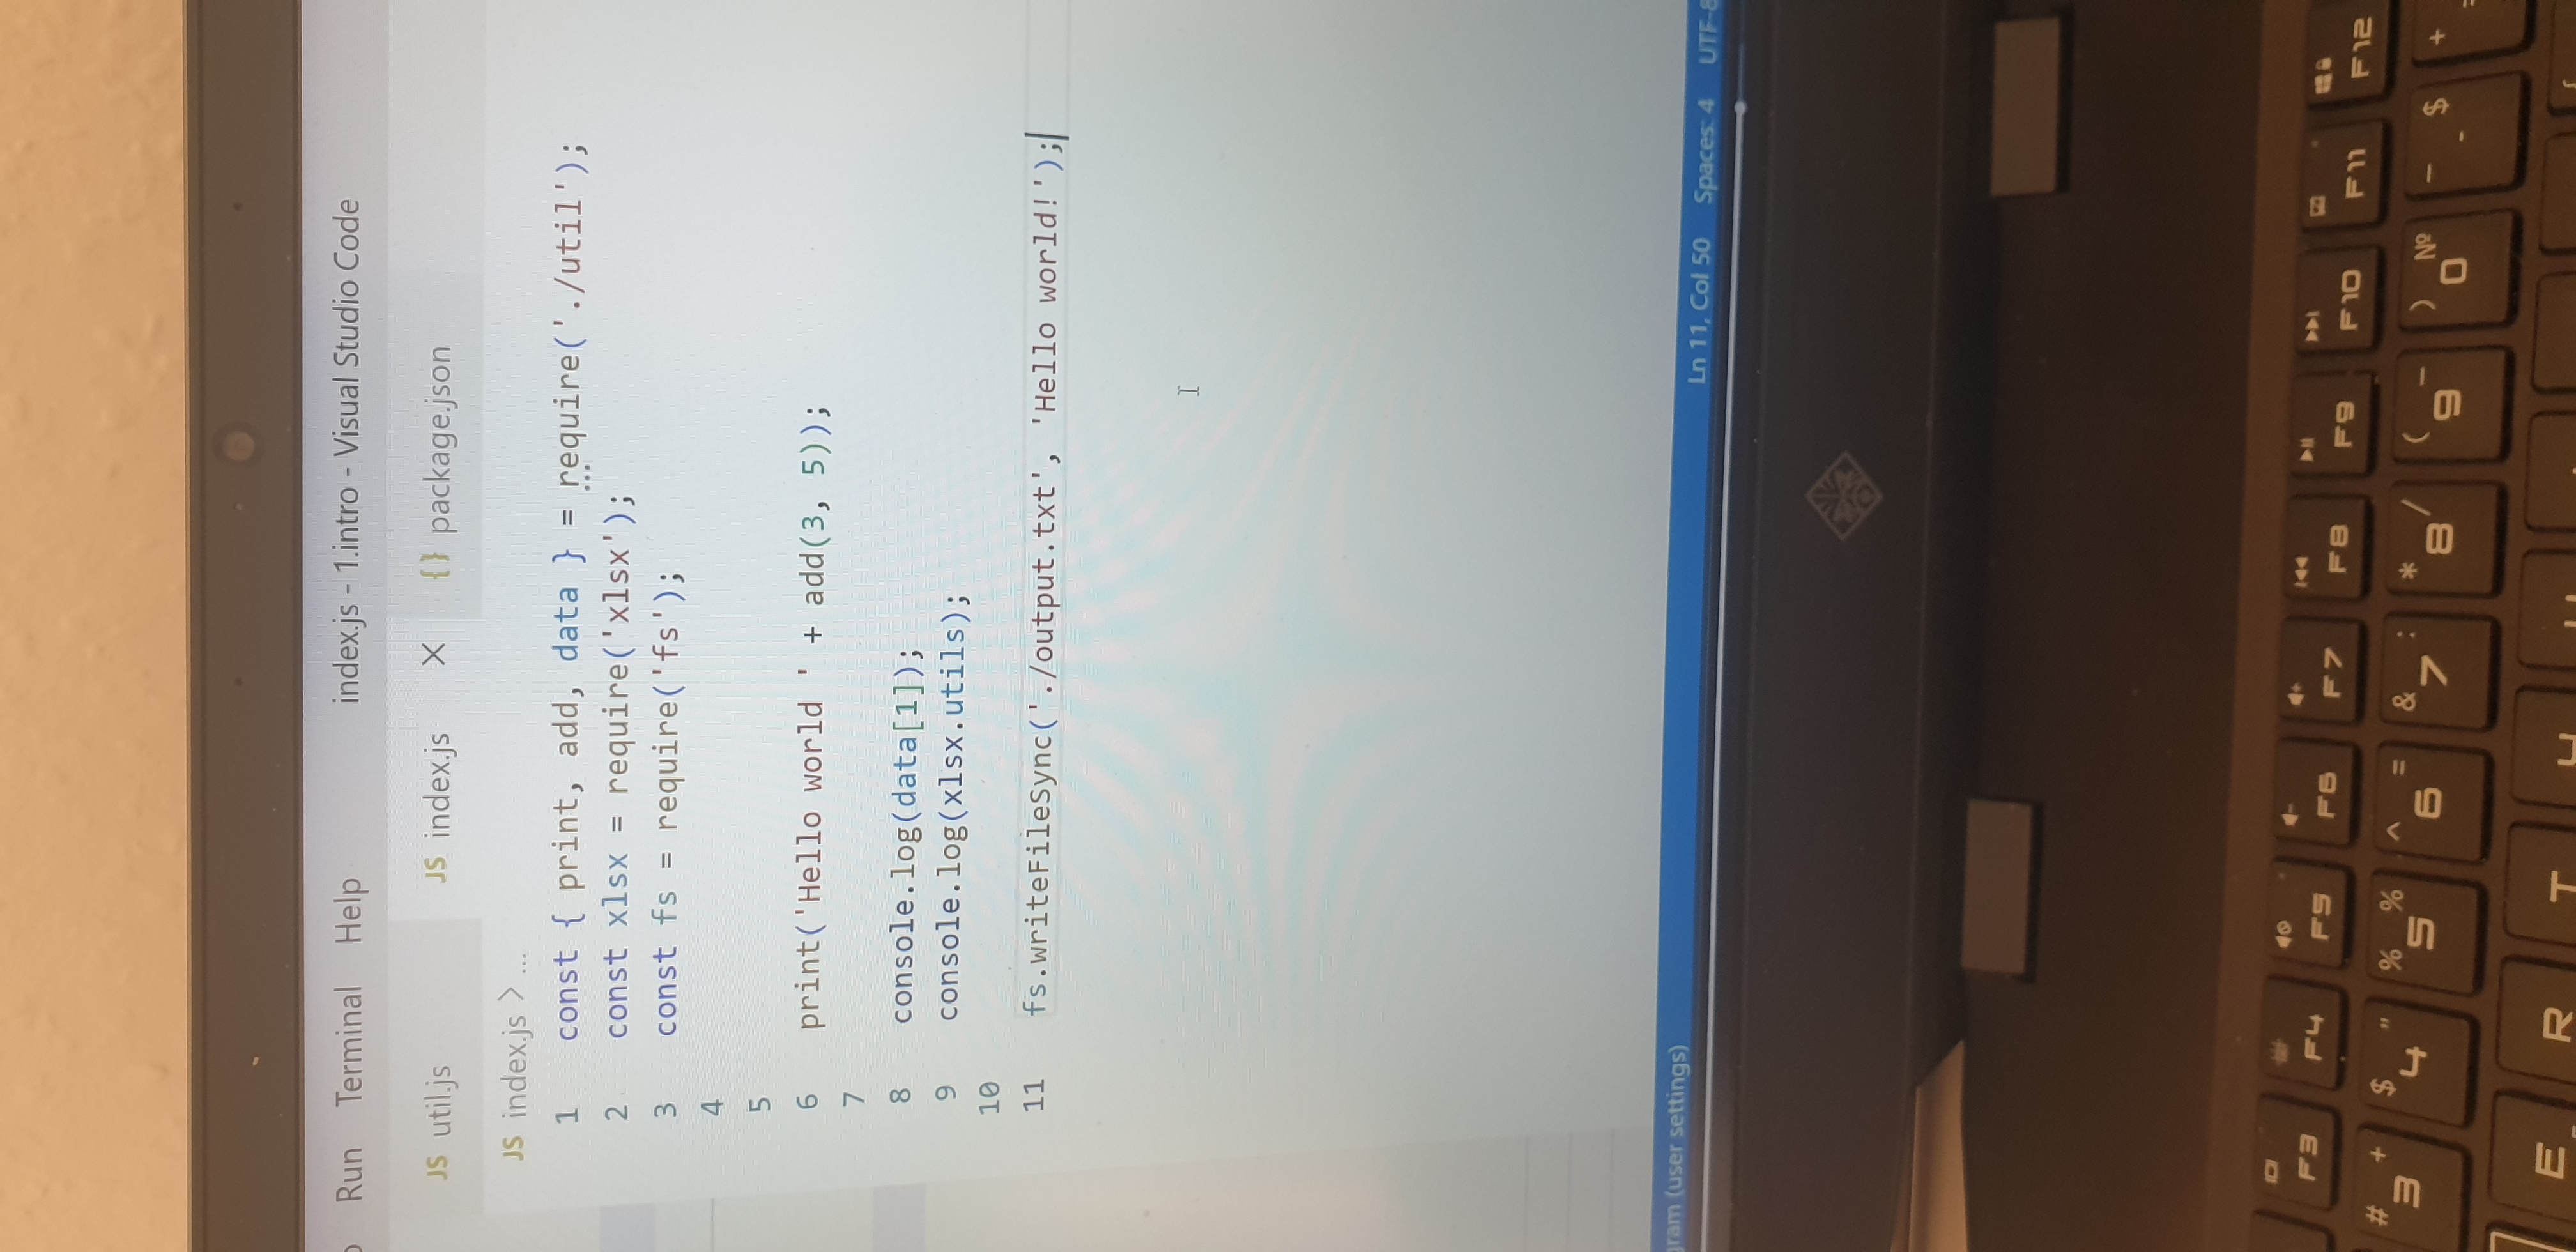 Run Terminal Help index.js - 1.intro - Visual Studio Code
JS util.js JS index.js {} package.json
JS index.js > ...
1 const { print, add, data } = require('./util');
2 const xlsx = require('xlsx');
3 const fs = require('fs');
4
5
6 print('Hello world ' + add(3, 5));
7
8 console.log(data[1]);
9 console.log(xlsx.utils);
10
11 fs.writeFileSync('./output.txt', 'Hello world!');
gram (user settings) Ln 11, Col 50 Spaces: 4 UTF-8
F3 F4 F5 F6 F7 F8 F9 F10 F11 F12
# + 3 $ " 4 % % 5 ^ = 6 & : 7 * / 8 ( – 9 ) № 0 – $ - +
E R T